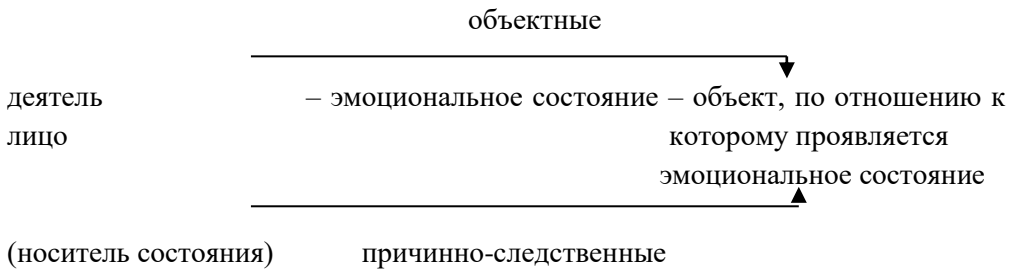 объектные
деятель – эмоциональное состояние – объект, по отношению к
лицо которому проявляется
эмоциональное состояние
(носитель состояния) причинно-следственные